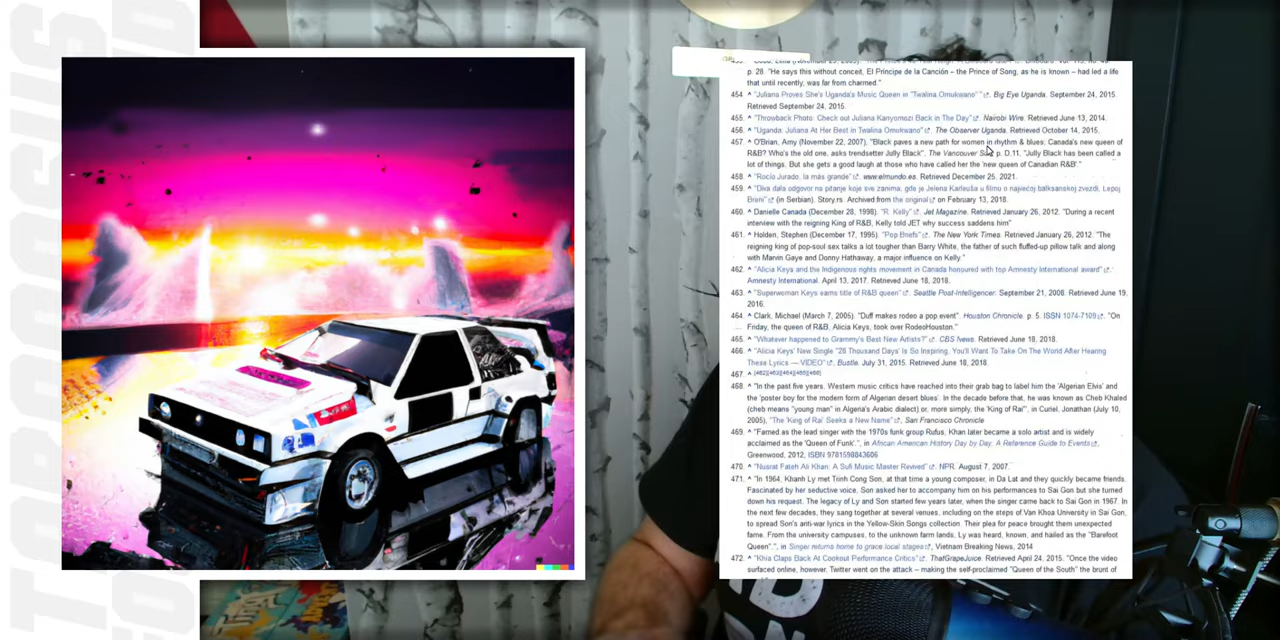 p. 28. "He says this without conceit, El Príncipe de la Canción – the Prince of Song, as he is known – had led a life
that until recently, was far from charmed."
454. ^ "Juliana Proves She's Uganda's Music Queen in "Twalina Omukwano" ". Big Eye Uganda. September 24, 2015.
Retrieved September 24, 2015.
455. ^ "Throwback Photo: Check out Juliana Kanyomozi Back in The Day". Nairobi Wire. Retrieved June 13, 2014.
456. ^ "Uganda: Juliana At Her Best in Twalina Omukwano". The Observer Uganda. Retrieved October 14, 2015.
457. ^ O'Brian, Amy (November 22, 2007), "Black paves a new path for women in rhythm & blues; Canada's new queen of
R&B? Who's the old one, asks trendsetter Jully Black", The Vancouver p. D.11, "Jully Black has been called a
lot of things. But she gets a good laugh at those who have called her the 'new queen of Canadian R&B'."
458. ^ "Rocío Jurado, la más grande". www.elmundo.es. Retrieved December 25, 2021.
459. ^ "Diva dala odgovor na pitanje koje sve zanima: gde je Jelena Karleuša u filmu o najvećoj balkanskoj zvezdi, Lepoj
Breni" (in Serbian). Story.rs. Archived from the original on February 13, 2018.
460. ^ Danielle Canada (December 28, 1998). "R. Kelly". Jet Magazine. Retrieved January 26, 2012. "During a recent
interview with the reigning King of R&B, Kelly told JET why success saddens him"
461. ^ Holden, Stephen (December 17, 1995). "Pop Briefs". The New York Times. Retrieved January 26, 2012. "The
reigning king of pop-soul sex talks a lot tougher than Barry White, the father of such fluffed-up pillow talk and along
with Marvin Gaye and Donny Hathaway, a major influence on Kelly."
462. ^ "Alicia Keys and the Indigenous rights movement in Canada honoured with top Amnesty International award".
Amnesty International. April 13, 2017. Retrieved June 18, 2018.
463. ^ "Superwoman Keys earns title of R&B queen". Seattle Post-Intelligencer. September 21, 2008. Retrieved June 19,
2016.
464. ^ Clark, Michael (March 7, 2005). "Duff makes rodeo a pop event". Houston Chronicle. p. 5. ISSN 1074-7109. "On
Friday, the queen of R&B, Alicia Keys, took over RodeoHouston."
465. ^ "Whatever happened to Grammy's Best New Artists?". CBS News. Retrieved June 18, 2018.
466. ^ "Alicia Keys' New Single "28 Thousand Days' Is So Inspiring, You'll Want To Take On The World After Hearing
These Lyrics — VIDEO". Bustle. July 31, 2015. Retrieved June 18, 2018.
467. ^ [462][463][464][465][466]
468. ^ "In the past five years, Western music critics have reached into their grab bag to label him the 'Algerian Elvis' and
the 'poster boy for the modern form of Algerian desert blues'. In the decade before that, he was known as Cheb Khaled
(cheb means "young man" in Algeria's Arabic dialect) or, more simply, the 'King of Rai'", in Curiel, Jonathan (July 10,
2005), "The 'King of Rai' Seeks a New Name", San Francisco Chronicle
469. ^ "Famed as the lead singer with the 1970s funk group Rufus, Khan later became a solo artist and is widely
acclaimed as the 'Queen of Funk'.", in African American History Day by Day: A Reference Guide to Events,
Greenwood, 2012, ISBN 9781598843606
470. ^ "Nusrat Fateh Ali Khan: A Sufi Music Master Revived". NPR. August 7, 2007.
471. ^ "In 1964, Khanh Ly met Trinh Cong Son, at that time a young composer, in Da Lat and they quickly became friends.
Fascinated by her seductive voice, Son asked her to accompany him on his performances to Sai Gon but she turned
down his request. The legacy of Ly and Son started few years later, when the singer came back to Sai Gon in 1967. In
the next few decades, they sang together at several venues, including on the steps of Van Khoa University in Sai Gon,
to spread Son's anti-war lyrics in the Yellow-Skin Songs collection. Their plea for peace brought them unexpected
fame. From the university campuses, to the unknown farm lands, Ly was heard, known, and hailed as the "Barefoot
Queen".", in Singer returns home to grace local stages, Vietnam Breaking News, 2014
472. ^ "Khia Claps Back At Cookout Performance Critics". ThatGrapeJuice. Retrieved April 24, 2015. "Once the video
surfaced online, however, Twitter went on the attack – making the self-proclaimed "Queen of the South" the brunt of